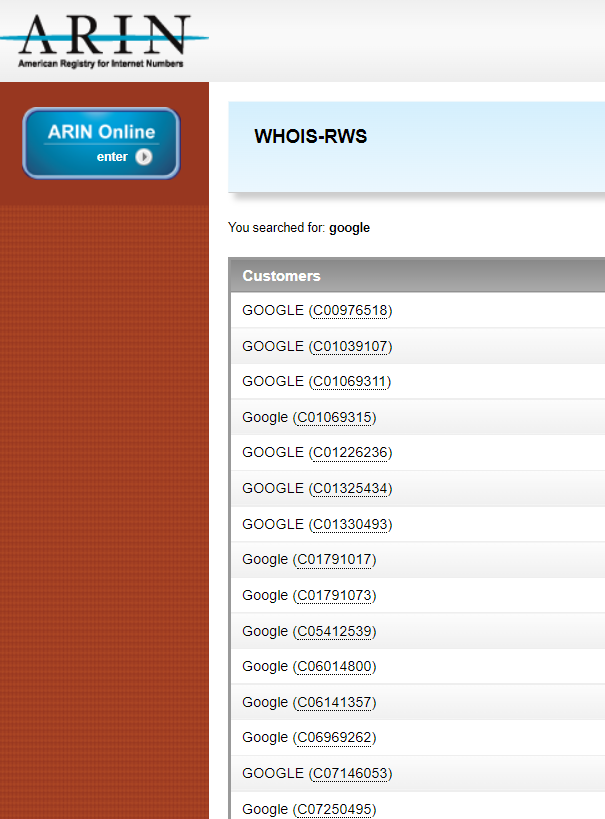 ARIN
American Registry for Internet Numbers
ARIN Online
enter
WHOIS-RWS
You searched for: google
Customers
GOOGLE (C00976518)
GOOGLE (C01039107)
GOOGLE (C01069311)
Google (C01069315)
GOOGLE (C01226236)
GOOGLE (C01325434)
GOOGLE (C01330493)
Google (C01791017)
Google (C01791073)
Google (C05412539)
Google (C06014800)
Google (C06141357)
Google (C06969262)
GOOGLE (C07146053)
Google (C07250495)